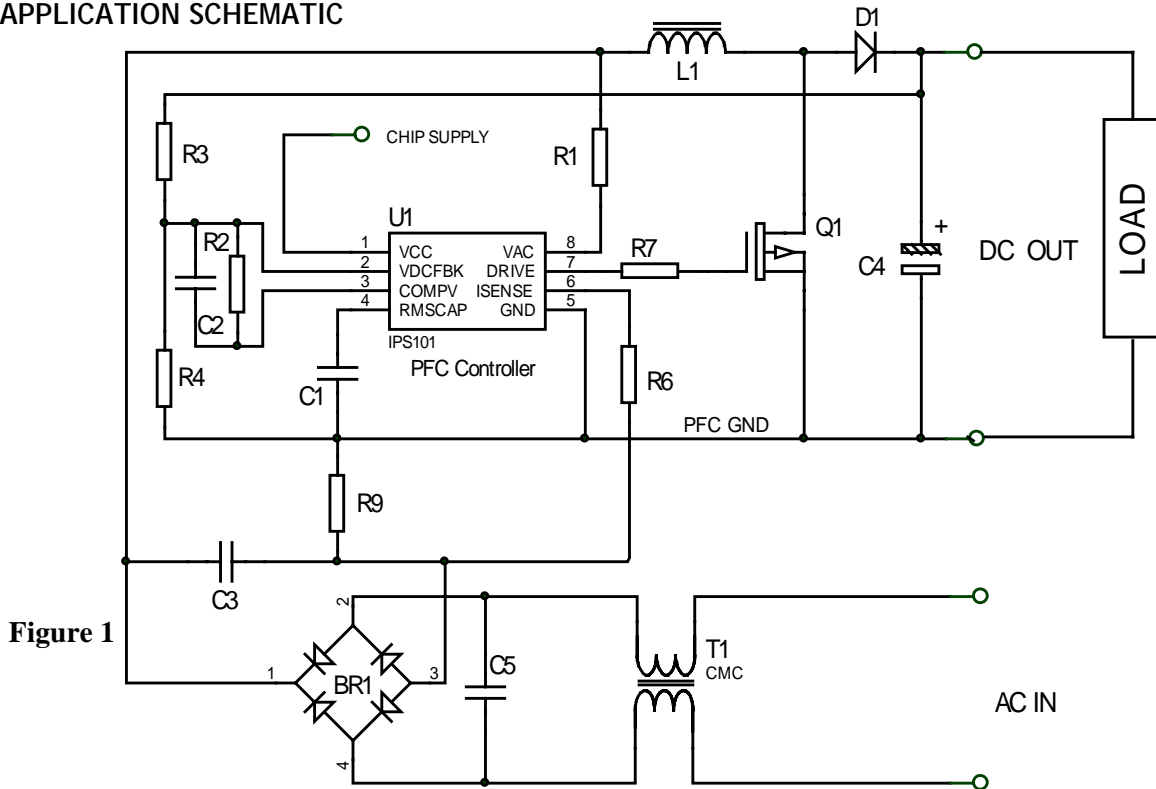 APPLICATION SCHEMATIC
D1
L1
CHIP SUPPLY
R3
R1
U1
Q1
+
R2
1 VCC VAC 8
R7
DC OUT
LOAD
2 VDCFBK DRIVE 7
C4
3 COMPV ISENSE 6
4 RMSCAP GND 5
C2
IPS101
PFC Controller
R4
C1
R6
PFC GND
R9
C3
Figure 1
2
T1
CMC
1
BR1
3
C5
AC IN
4